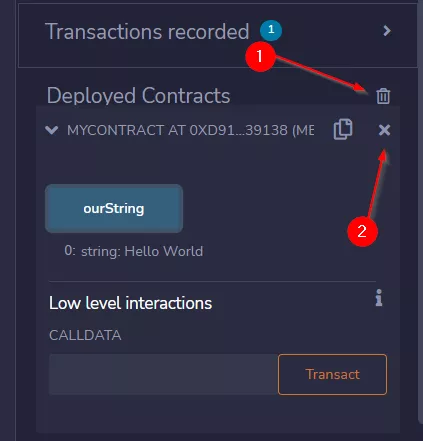 Transactions recorded 1
1
Deployed Contracts
MYCONTRACT AT 0XD91...39138 (ME
2
ourString
0: string: Hello World
Low level interactions
CALLDATA
Transact